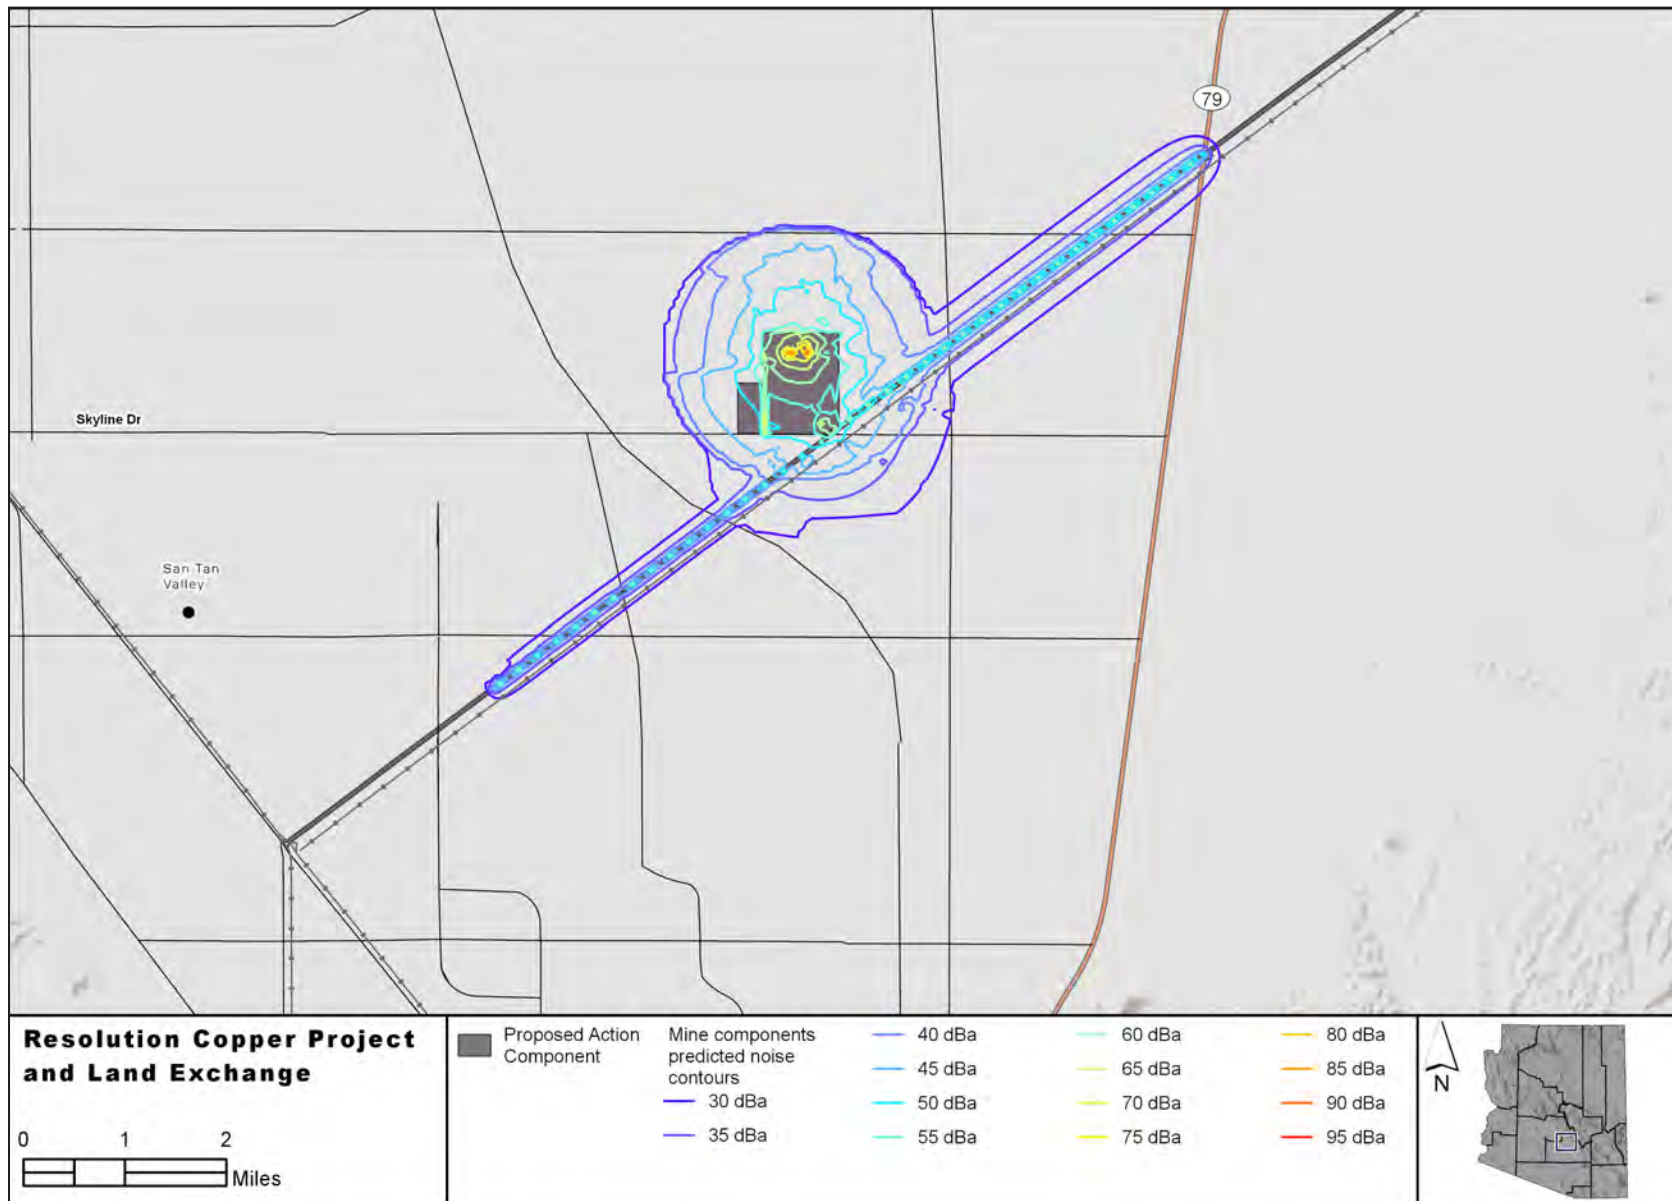 79
Skyline Dr
San Tan
Valley
Resolution Copper Project
and Land Exchange
0 1 2
Miles
Proposed Action
Component
Mine components
predicted noise
contours
30 dBa
35 dBa
40 dBa
45 dBa
50 dBa
55 dBa
60 dBa
65 dBa
70 dBa
75 dBa
80 dBa
85 dBa
90 dBa
95 dBa
N